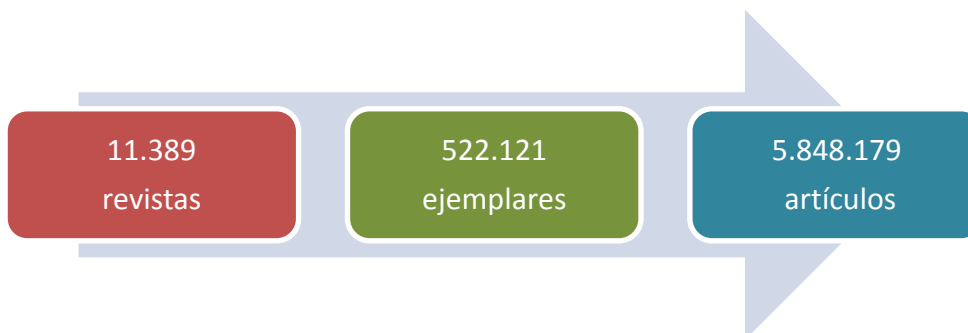 11.389
revistas
522.121
ejemplares
5.848.179
artículos